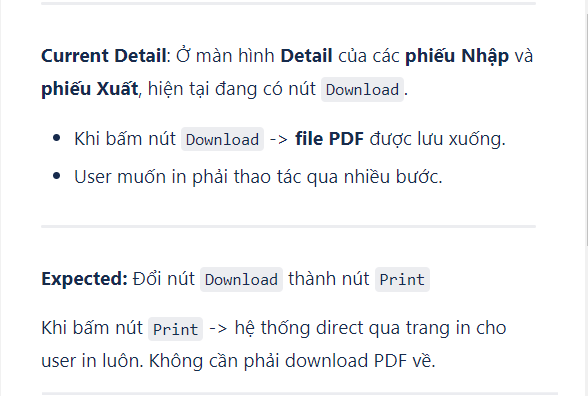 Current Detail: Ở màn hình Detail của các phiếu Nhập và
phiếu Xuất, hiện tại đang có nút Download.
• Khi bấm nút Download -> file PDF được lưu xuống.
• User muốn in phải thao tác qua nhiều bước.
Expected: Đổi nút Download thành nút Print
Khi bấm nút Print -> hệ thống direct qua trang in cho
user in luôn. Không cần phải download PDF về.